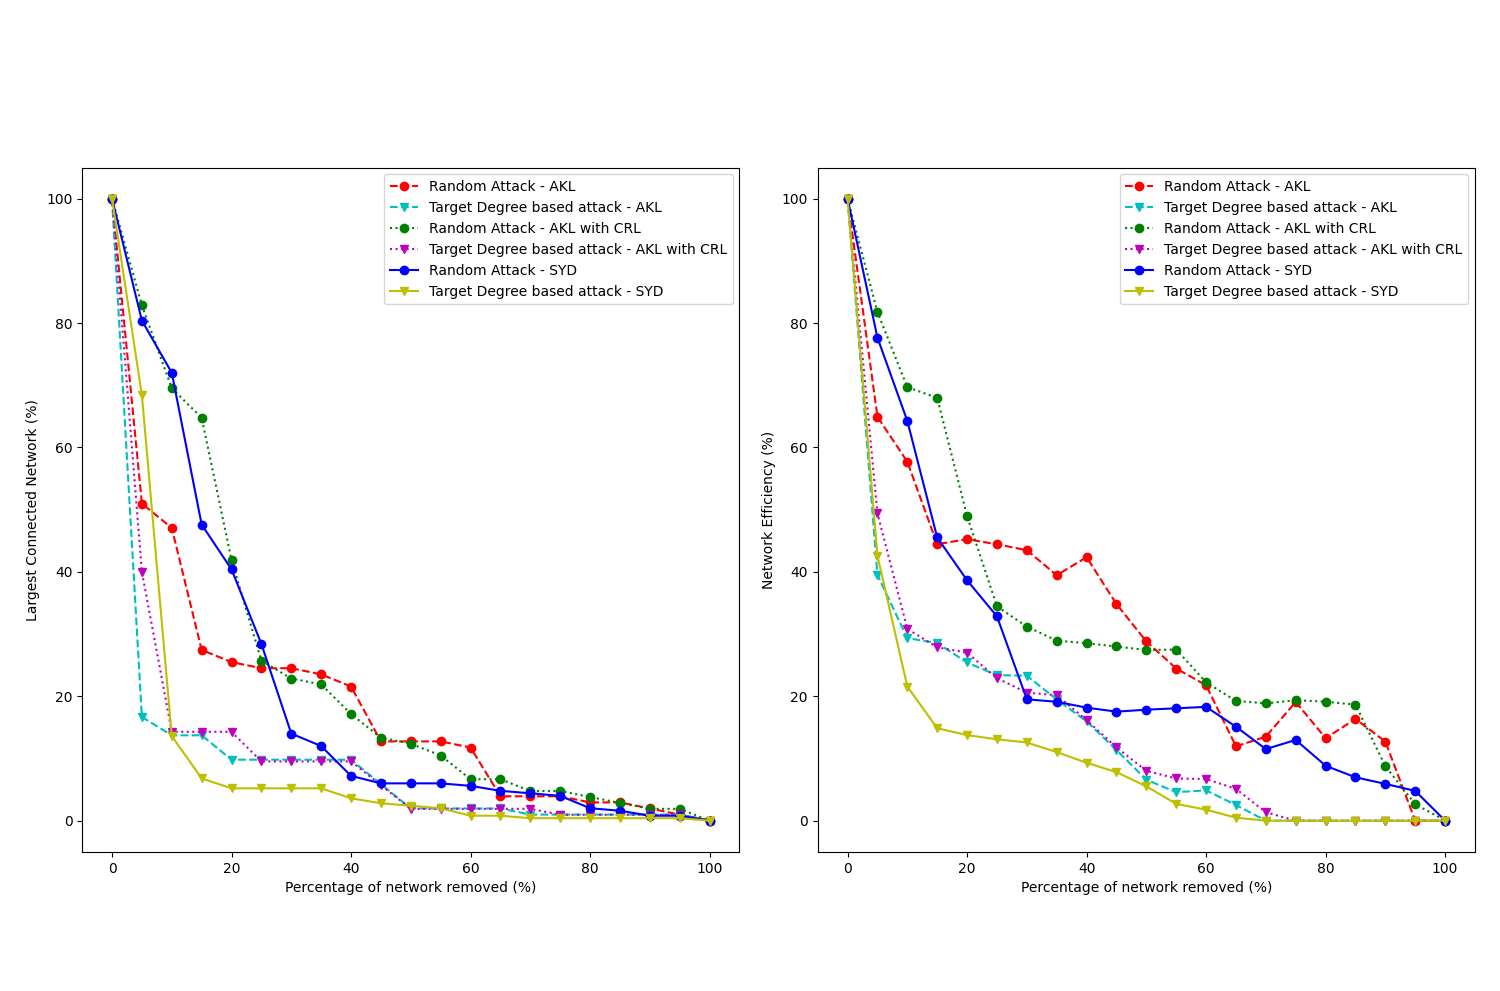 Random Attack - AKL
Target Degree based attack - AKL
Random Attack - AKL with CRL
Target Degree based attack - AKL with CRL
Random Attack - SYD
Target Degree based attack - SYD
100
80
60
40
20
0
Largest Connected Network (%)
0 20 40 60 80 100
Percentage of network removed (%)
Random Attack - AKL
Target Degree based attack - AKL
Random Attack - AKL with CRL
Target Degree based attack - AKL with CRL
Random Attack - SYD
Target Degree based attack - SYD
100
80
60
40
20
0
Network Efficiency (%)
0 20 40 60 80 100
Percentage of network removed (%)